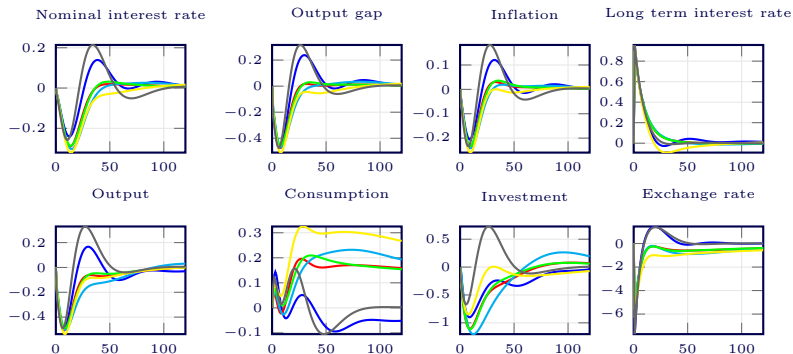 Nominal interest rate
Output gap
Inflation
Long term interest rate
0.2
0
−0.2
0 50 100
0.2
0
−0.2
−0.4
0 50 100
0.1
0
−0.1
−0.2
0 50 100
0.8
0.6
0.4
0.2
0
0 50 100
Output
Consumption
Investment
Exchange rate
0.2
0
−0.2
−0.4
0 50 100
0.3
0.2
0.1
0
−0.1
0 50 100
0.5
0
−0.5
−1
0 50 100
0
−2
−4
−6
0 50 100